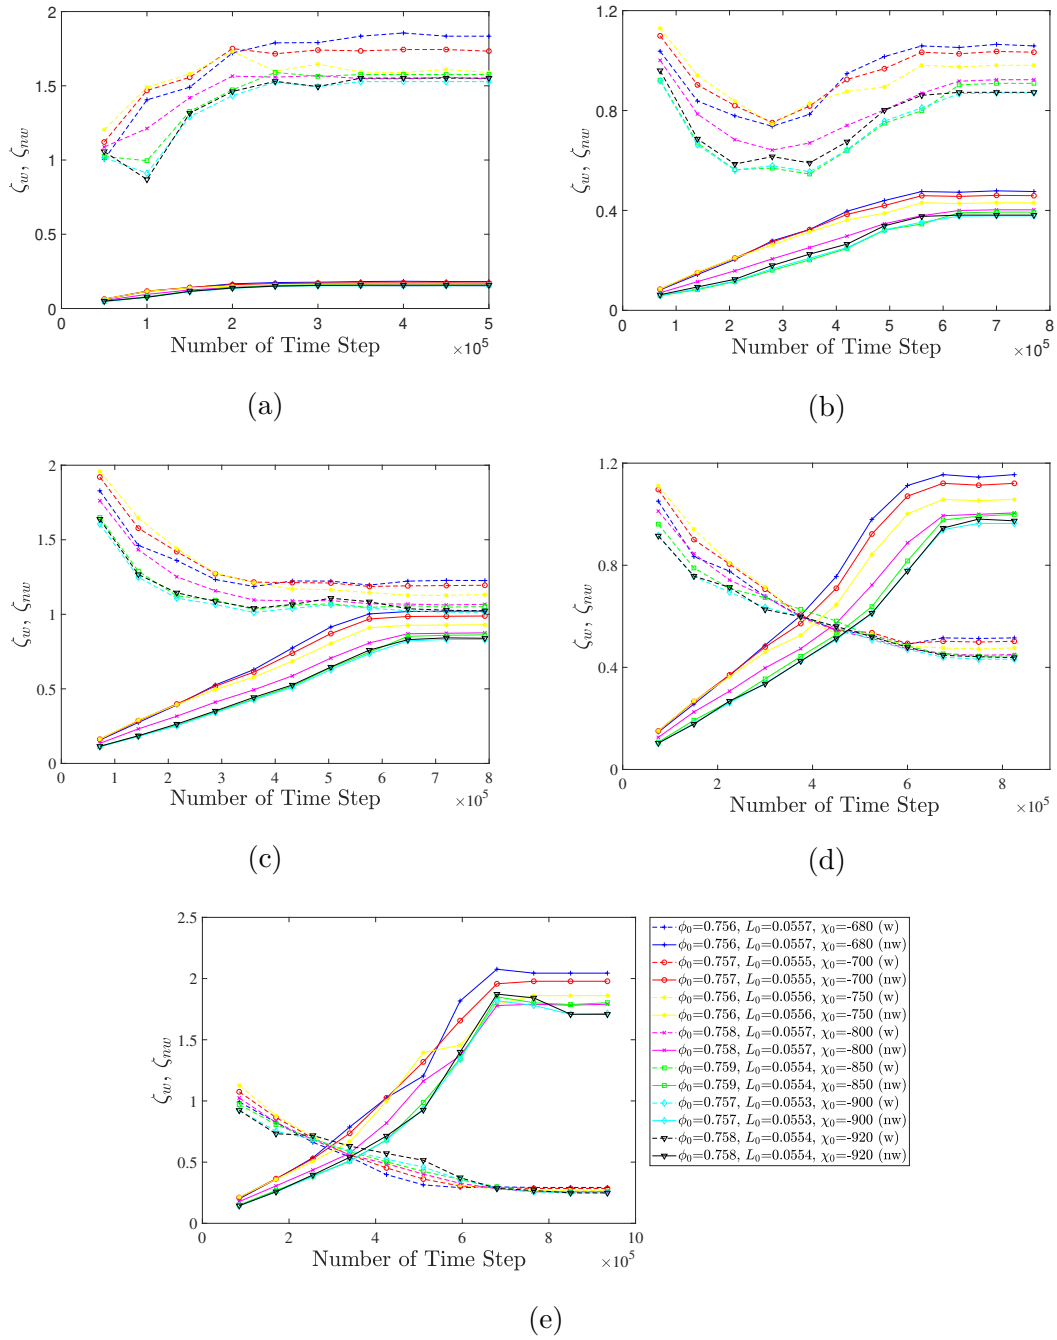 2
1.5
1
0.5
0
ζw, ζnw
0 1 2 3 4 5
Number of Time Step
×10^5
(a)
1.2
0.8
0.4
0
ζw, ζnw
0 1 2 3 4 5 6 7 8
Number of Time Step
×10^5
(b)
2
1.5
1
0.5
0
ζw, ζnw
0 1 2 3 4 5 6 7 8
Number of Time Step
×10^5
(c)
1.2
0.8
0.4
0
ζw, ζnw
0 2 4 6 8
Number of Time Step
×10^5
(d)
2.5
2
1.5
1
0.5
0
ζw, ζnw
0 2 4 6 8 10
Number of Time Step
×10^5
ϕ0=0.756, L0=0.0557, χ0=-680 (w)
ϕ0=0.756, L0=0.0557, χ0=-680 (nw)
ϕ0=0.757, L0=0.0555, χ0=-700 (w)
ϕ0=0.757, L0=0.0555, χ0=-700 (nw)
ϕ0=0.756, L0=0.0556, χ0=-750 (w)
ϕ0=0.756, L0=0.0556, χ0=-750 (nw)
ϕ0=0.758, L0=0.0557, χ0=-800 (w)
ϕ0=0.758, L0=0.0557, χ0=-800 (nw)
ϕ0=0.759, L0=0.0554, χ0=-850 (w)
ϕ0=0.759, L0=0.0554, χ0=-850 (nw)
ϕ0=0.757, L0=0.0553, χ0=-900 (w)
ϕ0=0.757, L0=0.0553, χ0=-900 (nw)
ϕ0=0.758, L0=0.0554, χ0=-920 (w)
ϕ0=0.758, L0=0.0554, χ0=-920 (nw)
(e)